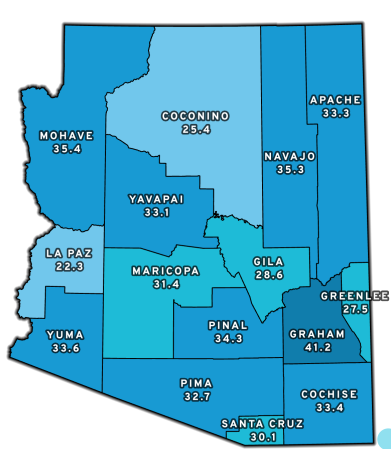 COCONINO
25.4
APACHE
33.3
MOHAVE
35.4
NAVAJO
35.3
YAVAPAI
33.1
LA PAZ
22.3
GILA
28.6
MARICOPA
31.4
GREENLEE
27.5
YUMA
33.6
PINAL
34.3
GRAHAM
41.2
PIMA
32.7
COCHISE
33.4
SANTA CRUZ
30.1